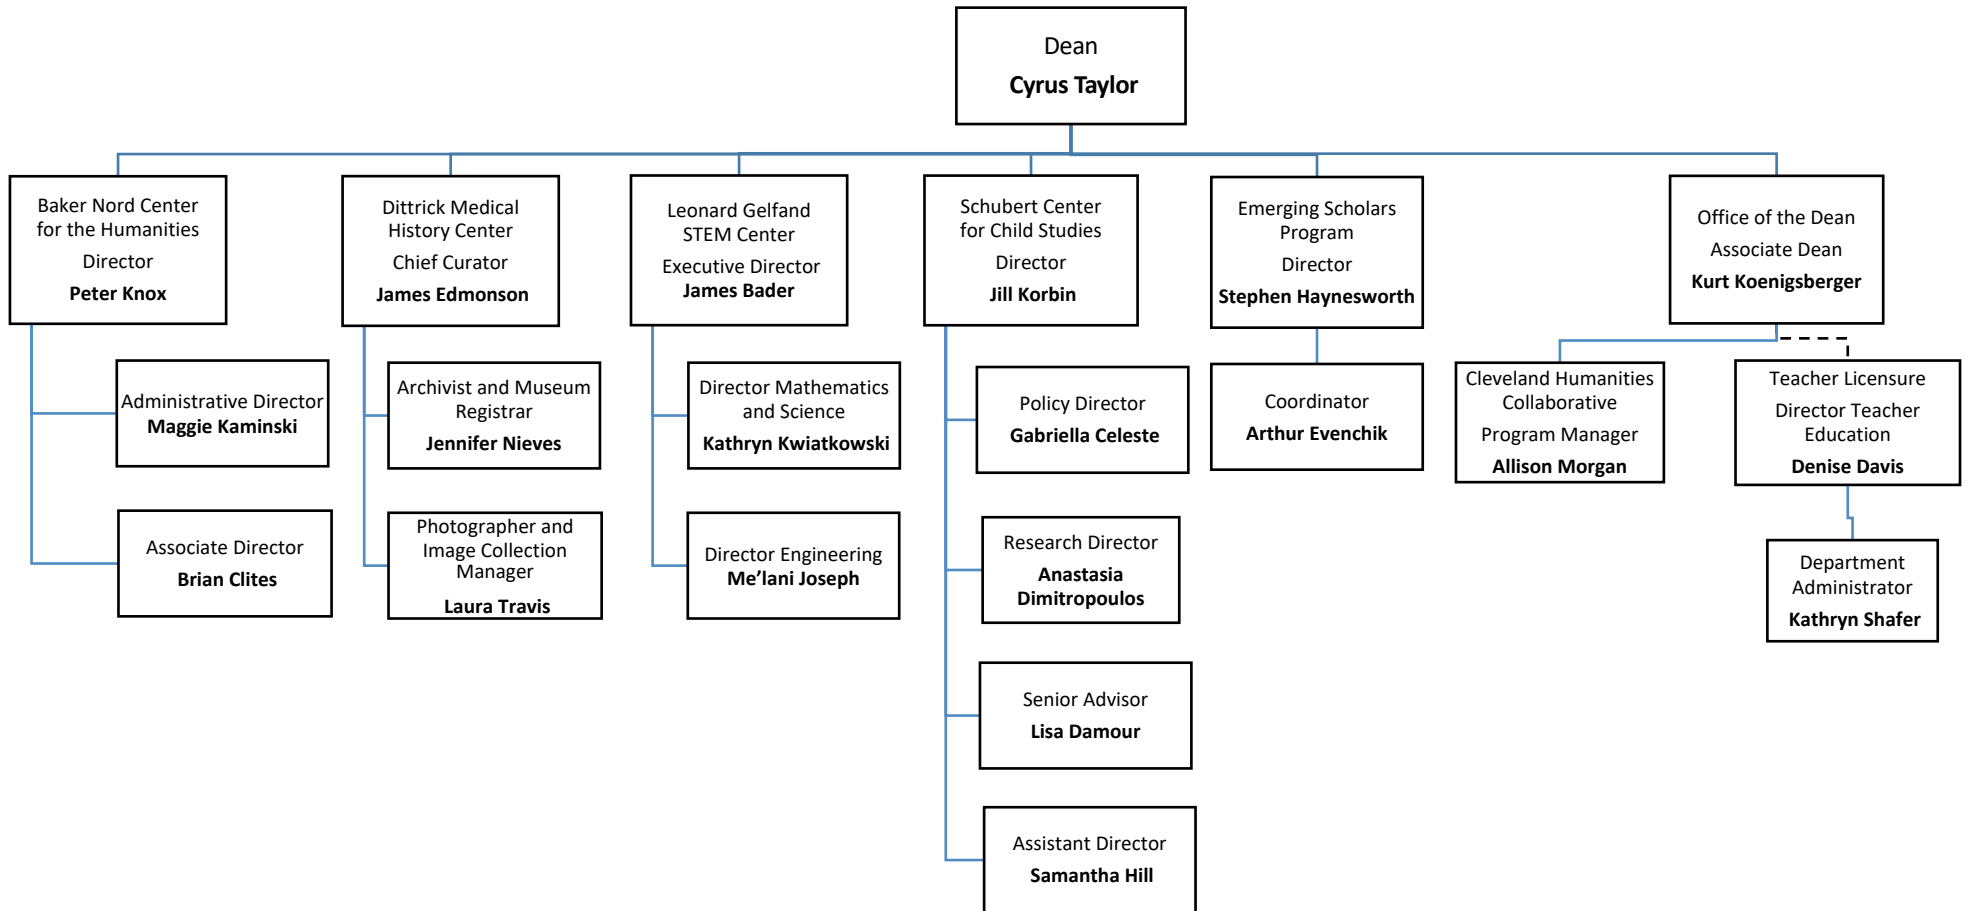 Dean
Cyrus Taylor
Baker Nord Center
for the Humanities
Director
Peter Knox
Dittrick Medical
History Center
Chief Curator
James Edmonson
Leonard Gelfand
STEM Center
Executive Director
James Bader
Schubert Center
for Child Studies
Director
Jill Korbin
Emerging Scholars
Program
Director
Stephen Haynesworth
Office of the Dean
Associate Dean
Kurt Koenigsberger
Administrative Director
Maggie Kaminski
Archivist and Museum
Registrar
Jennifer Nieves
Director Mathematics
and Science
Kathryn Kwiatkowski
Policy Director
Gabriella Celeste
Coordinator
Arthur Evenchik
Cleveland Humanities
Collaborative
Program Manager
Allison Morgan
Teacher Licensure
Director Teacher
Education
Denise Davis
Associate Director
Brian Clites
Photographer and
Image Collection
Manager
Laura Travis
Director Engineering
Me’lani Joseph
Research Director
Anastasia
Dimitropoulos
Department
Administrator
Kathryn Shafer
Senior Advisor
Lisa Damour
Assistant Director
Samantha Hill